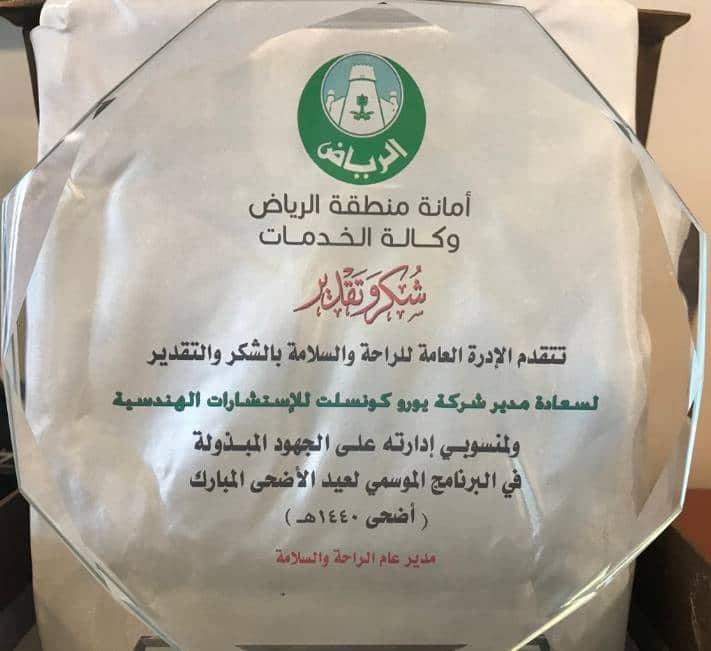 الرياض
أمانة منطقة الرياض
وكالة الخدمات
شكر وتقدير
تتقدم الإدرة العامة للراحة والسلامة بالشكر والتقدير
لسعادة مدير شركة يورو كونسلت للإستشارات الهندسية
ولمنسوبي إدارته على الجهود المبذولة
في البرنامج الموسمي لعيد الأضحى المبارك
( أضحى ١٤٤٠هـ )
مدير عام الراحة والسلامة